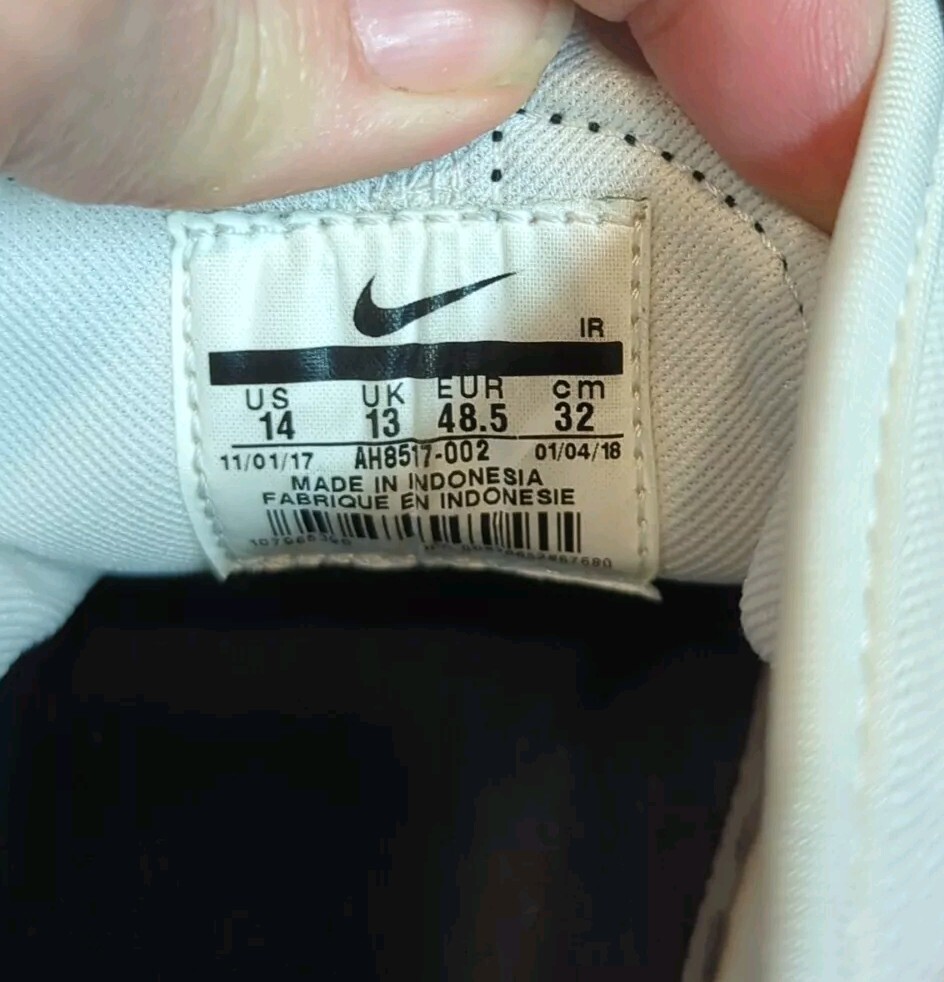 IR
US UK EUR cm
14 13 48.5 32
11/01/17 AH8517-002 01/04/18
MADE IN INDONESIA
FABRIQUE EN INDONESIE